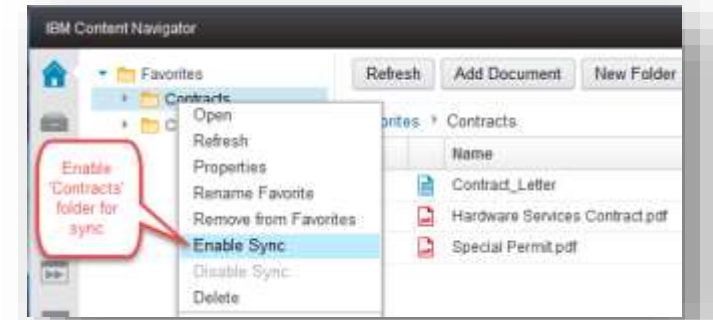 IBM Content Navigator
Favorites
Contracts
C
Refresh Add Document New Folder
Contracts
Name
Contract_Letter
Hardware Services Contract.pdf
Special Permit.pdf
Open
Refresh
Properties
Rename Favorite
Remove from Favorites
Enable Sync
Disable Sync
Delete
Enable
'Contracts'
folder for
sync